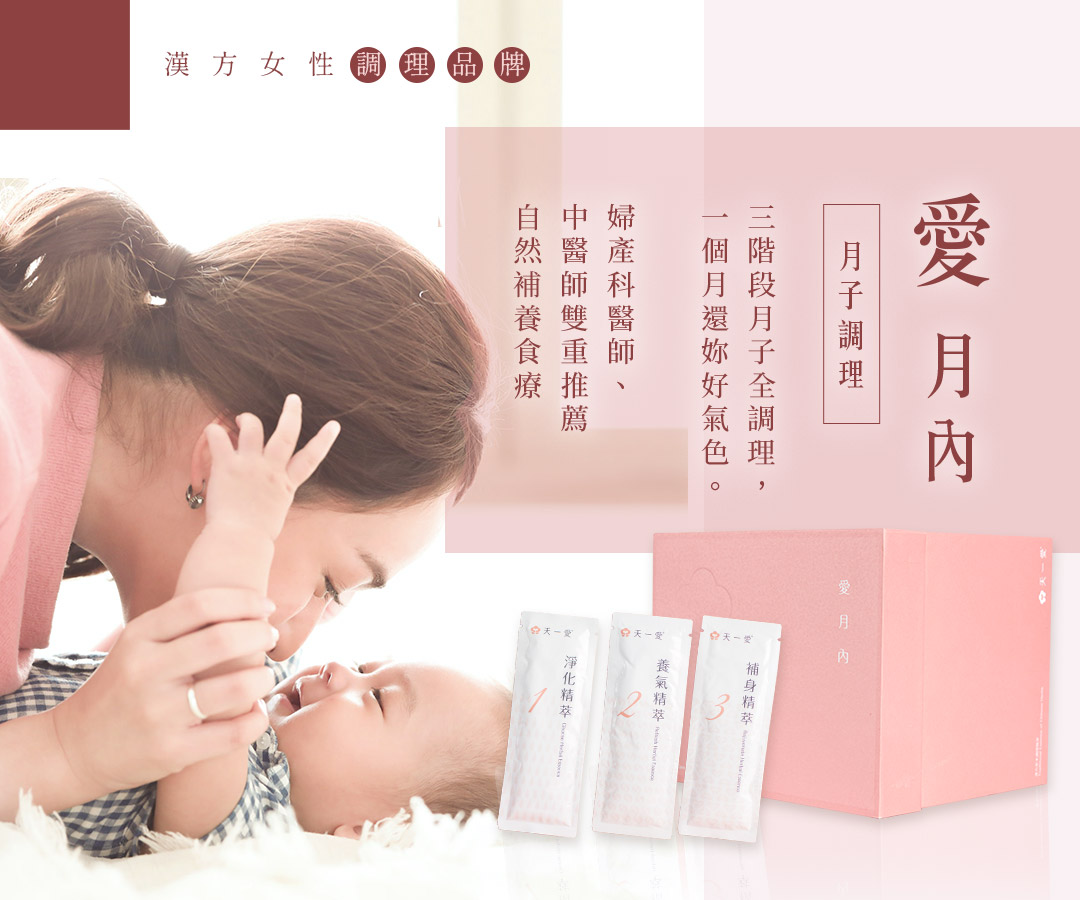 漢方女性調理品牌
愛月內
月子調理
三階段月子全調理，
一個月還妳好氣色。
婦產科醫師、
中醫師雙重推薦
自然補養食療
愛月內
天一愛
淨化精萃
1
天一愛
養氣精萃
2
天一愛
補身精萃
3